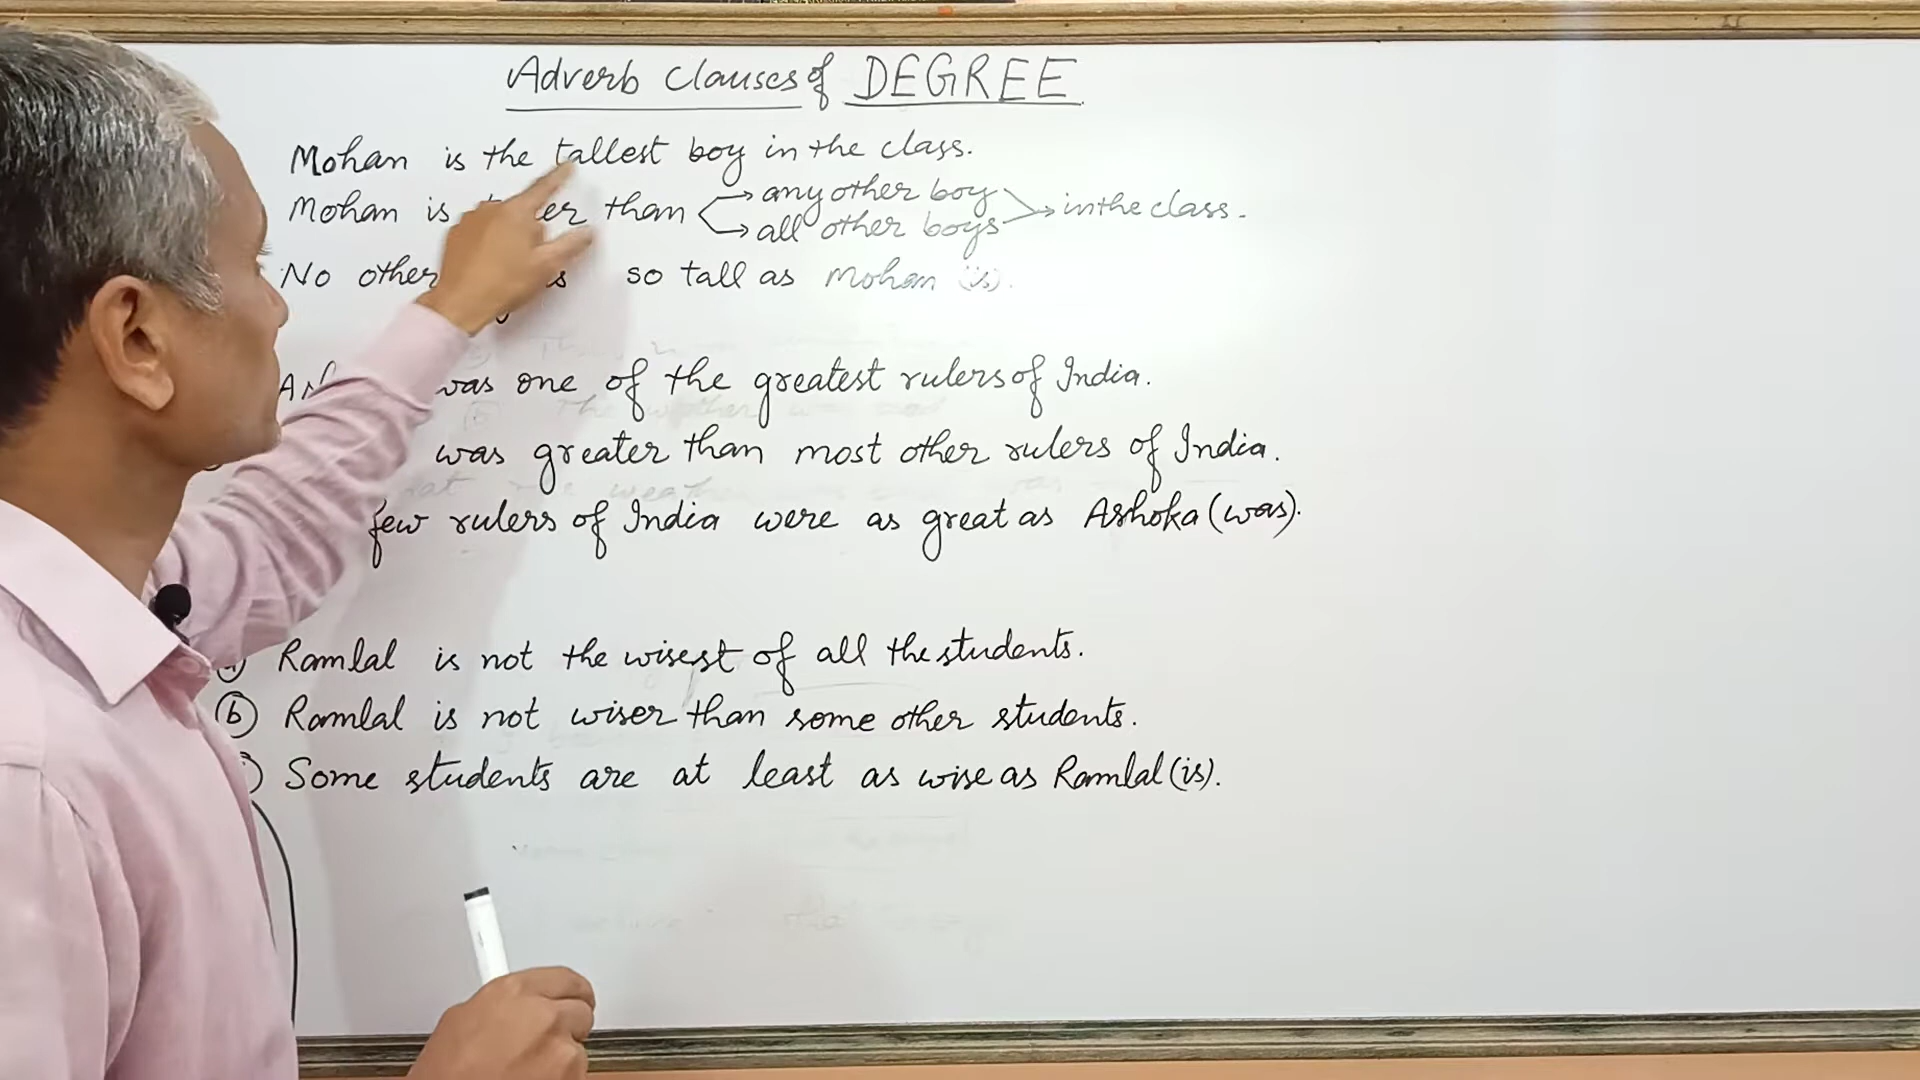 Adverb Clauses of DEGREE
Mohan is the tallest boy in the class.
Mohan is than → any other boy → in the class.
→ all other boys
No other so tall as Mohan (is).
was one of the greatest rulers of India.
was greater than most other rulers of India.
few rulers of India were as great as Ashoka (was).
Ramlal is not the wisest of all the students.
(b) Ramlal is not wiser than some other students.
Some students are at least as wise as Ramlal (is).